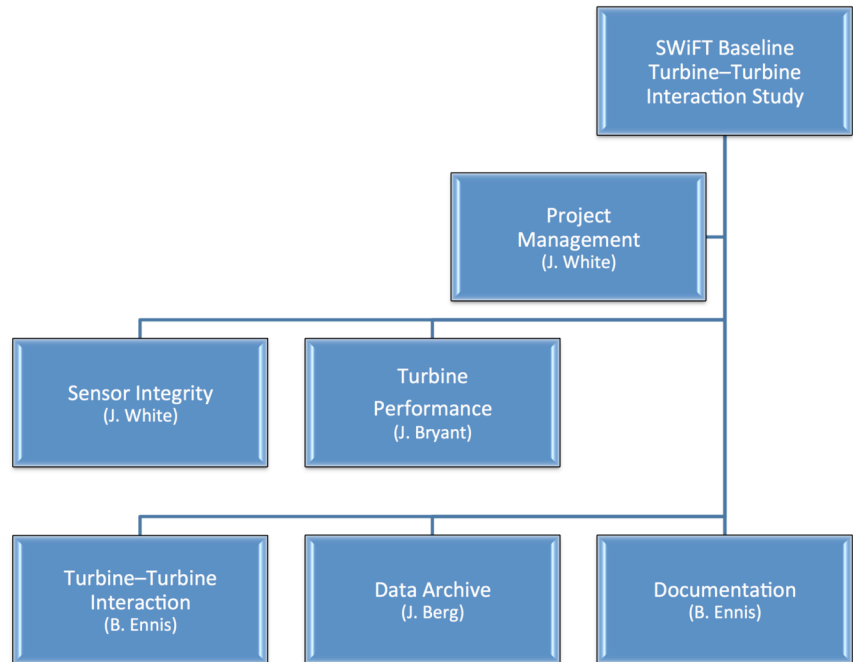 SWiFT Baseline
Turbine–Turbine
Interaction Study
Project
Management
(J. White)
Sensor Integrity
(J. White)
Turbine
Performance
(J. Bryant)
Turbine–Turbine
Interaction
(B. Ennis)
Data Archive
(J. Berg)
Documentation
(B. Ennis)